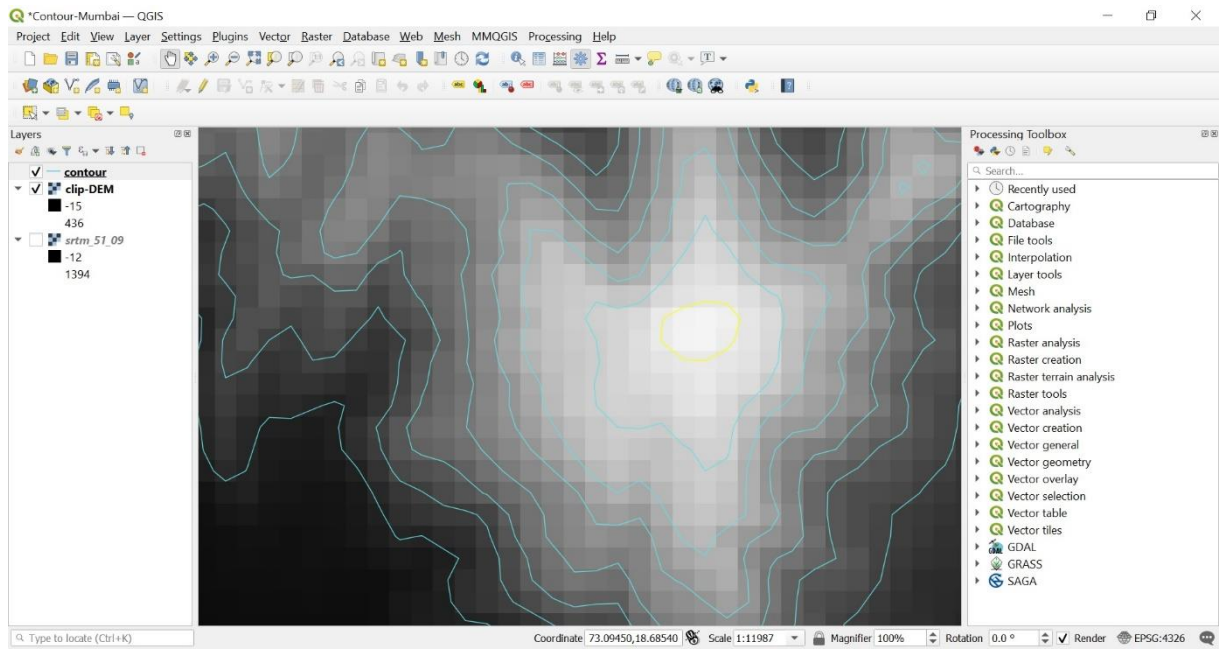 *Contour-Mumbai — QGIS
Project Edit View Layer Settings Plugins Vector Raster Database Web Mesh MMQGIS Processing Help
Layers
contour
clip-DEM
-15
436
srtm_51_09
-12
1394
Processing Toolbox
Search...
Recently used
Cartography
Database
File tools
Interpolation
Layer tools
Mesh
Network analysis
Plots
Raster analysis
Raster creation
Raster terrain analysis
Raster tools
Vector analysis
Vector creation
Vector general
Vector geometry
Vector overlay
Vector selection
Vector table
Vector tiles
GDAL
GRASS
SAGA
Type to locate (Ctrl+K) Coordinate 73.09450,18.68540 Scale 1:11987 Magnifier 100% Rotation 0.0 ° Render EPSG:4326